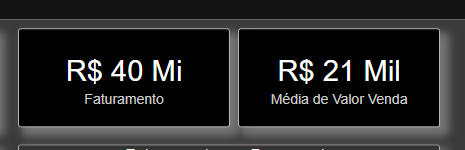 R$ 40 Mi
Faturamento
R$ 21 Mil
Média de Valor Venda